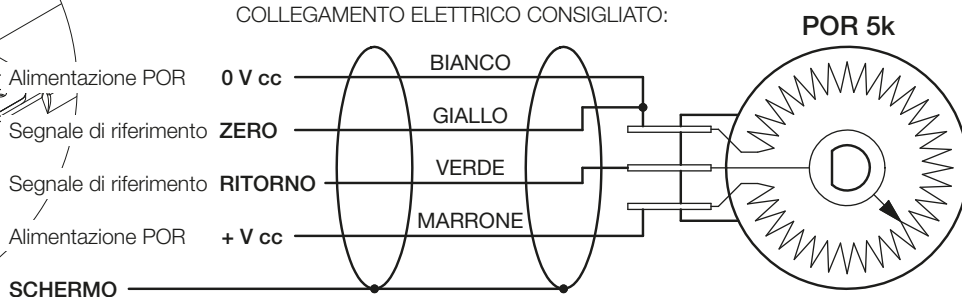 COLLEGAMENTO ELETTRICO CONSIGLIATO:
POR 5k
Alimentazione POR 0 V cc BIANCO
Segnale di riferimento ZERO GIALLO
Segnale di riferimento RITORNO VERDE
Alimentazione POR + V cc MARRONE
SCHERMO